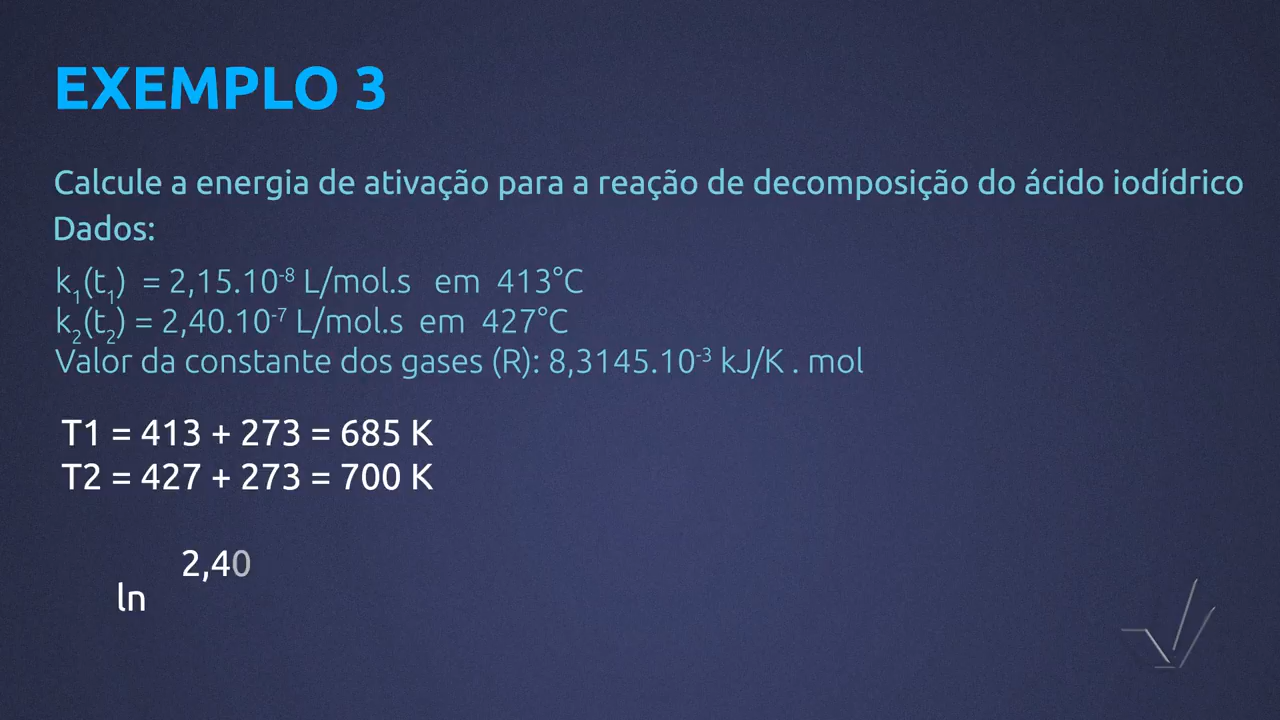 EXEMPLO 3
Calcule a energia de ativação para a reação de decomposição do ácido iodídrico
Dados:
k₁(t₁) = 2,15.10⁻⁸ L/mol.s em 413°C
k₂(t₂) = 2,40.10⁻⁷ L/mol.s em 427°C
Valor da constante dos gases (R): 8,3145.10⁻³ kJ/K . mol
T1 = 413 + 273 = 685 K
T2 = 427 + 273 = 700 K
2,40
ln